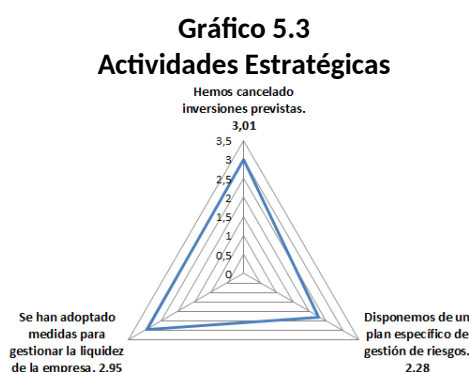 Gráfico 5.3
Actividades Estratégicas
Hemos cancelado
inversiones previstas.
3,01
3,5
3
2,5
2
1,5
1
0,5
0
Se han adoptado
medidas para
gestionar la liquidez
de la empresa. 2,95
Disponemos de un
plan específico de
gestión de riesgos.
2,28